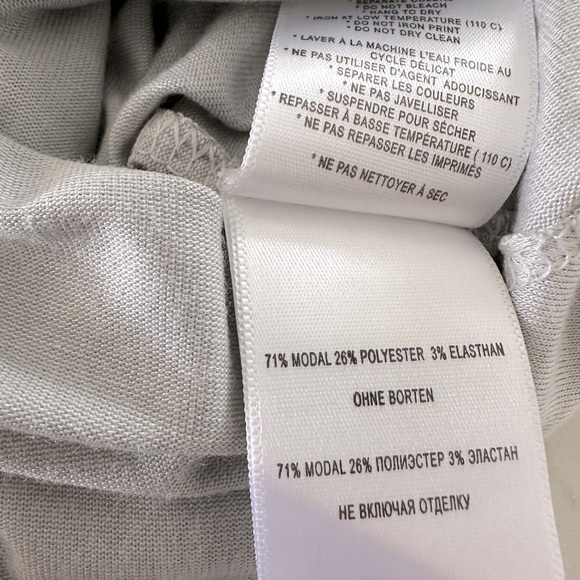 SEPARATE COLORS
* DO NOT BLEACH
* HANG TO DRY
* IRON AT LOW TEMPERATURE (110 C)
* DO NOT IRON PRINT
* DO NOT DRY CLEAN
* LAVER À LA MACHINE L'EAU FROIDE AU
CYCLE DÉLICAT
* NE PAS UTILISER D'AGENT ADOUCISSANT
* SÉPARER LES COULEURS
* NE PAS JAVELLISER
* SUSPENDRE POUR SÉCHER
* REPASSER À BASSE TEMPÉRATURE ( 110 C)
* NE PAS REPASSER LES IMPRIMÉS
* NE PAS NETTOYER À SEC
71% MODAL 26% POLYESTER 3% ELASTHAN
OHNE BORTEN
71% MODAL 26% ПОЛИЭСТЕР 3% ЭЛАСТАН
НЕ ВКЛЮЧАЯ ОТДЕЛКУ